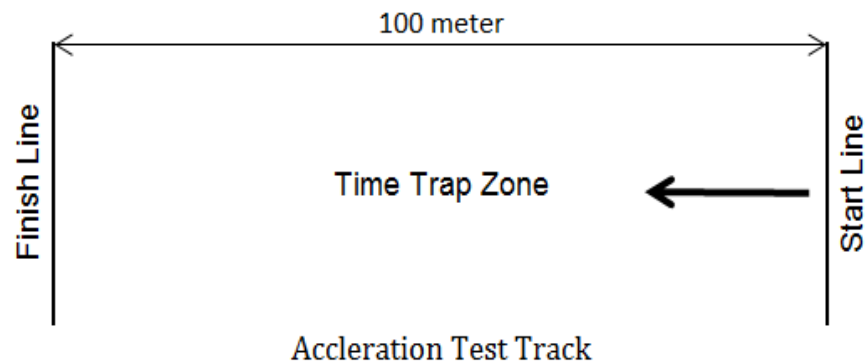 100 meter
Finish Line
Time Trap Zone
Start Line
Accleration Test Track